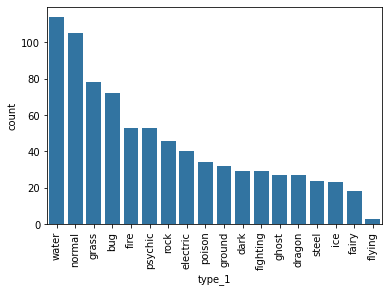 count
100
80
60
40
20
0
water
normal
grass
bug
fire
psychic
rock
electric
poison
ground
dark
fighting
ghost
dragon
steel
ice
fairy
flying
type_1